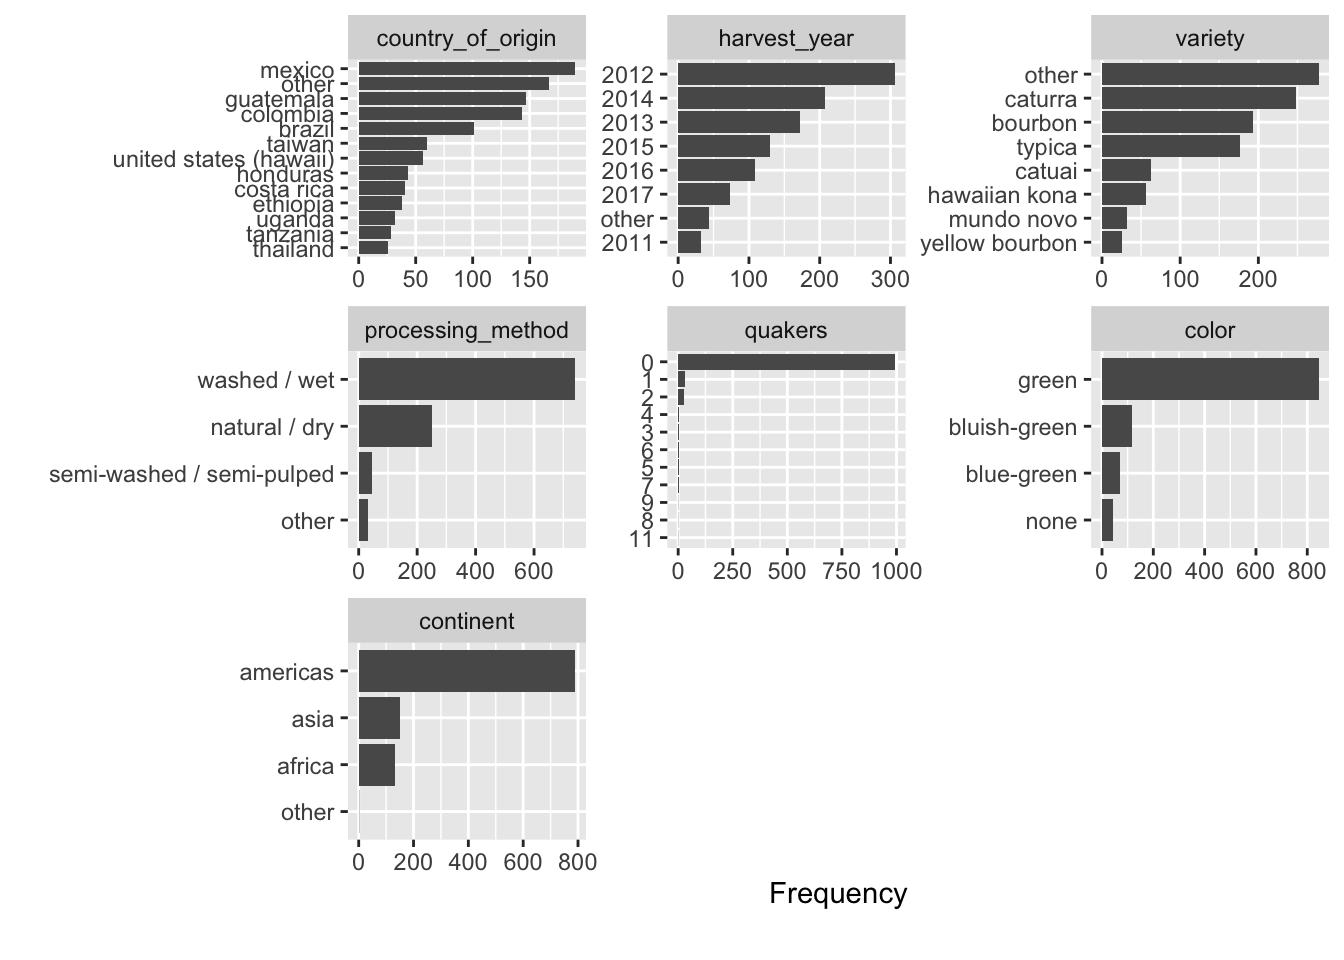 country_of_origin
mexico
other
guatemala
colombia
brazil
taiwan
united states (hawaii)
honduras
costa rica
ethiopia
uganda
tanzania
thailand
0 50 100 150
harvest_year
2012
2014
2013
2015
2016
2017
other
2011
0 100 200 300
variety
other
caturra
bourbon
typica
catuai
hawaiian kona
mundo novo
yellow bourbon
0 100 200
processing_method
washed / wet
natural / dry
semi-washed / semi-pulped
other
0 200 400 600
quakers
0
1
2
4
3
6
5
7
9
8
11
0 250 500 750 1000
color
green
bluish-green
blue-green
none
0 200 400 600 800
continent
americas
asia
africa
other
0 200 400 600 800
Frequency